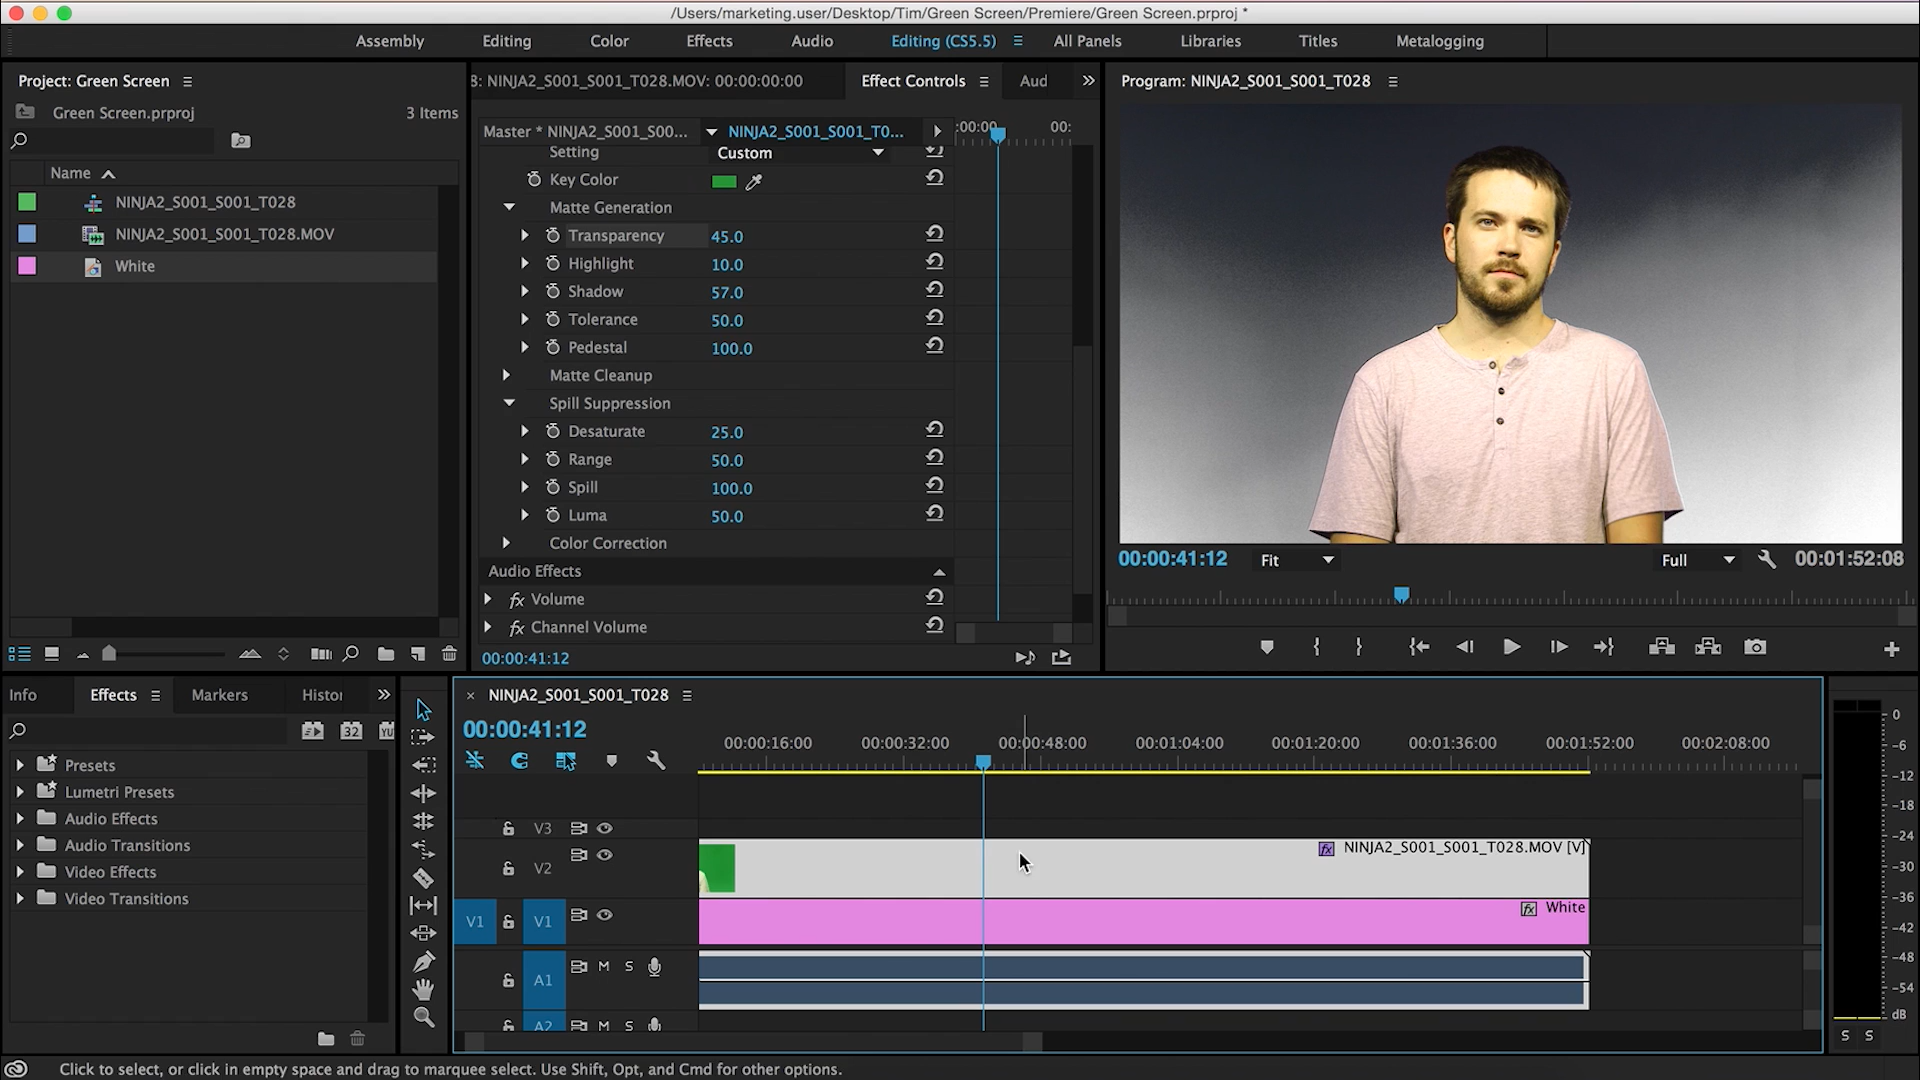 /Users/marketing.user/Desktop/Tim/Green Screen/Premiere/Green Screen.prproj *
Assembly Editing Color Effects Audio Editing (CS5.5) All Panels Libraries Titles Metalogging
Project: Green Screen
Green Screen.prproj 3 Items
Name
NINJA2_S001_S001_T028
NINJA2_S001_S001_T028.MOV
White
NINJA2_S001_S001_T028.MOV: 00:00:00:00 Effect Controls Aud
Master * NINJA2_S001_S00... NINJA2_S001_S001_T0... :00:00 00:
Setting Custom
Key Color
Matte Generation
Transparency 45.0
Highlight 10.0
Shadow 57.0
Tolerance 50.0
Pedestal 100.0
Matte Cleanup
Spill Suppression
Desaturate 25.0
Range 50.0
Spill 100.0
Luma 50.0
Color Correction
Audio Effects
fx Volume
fx Channel Volume
00:00:41:12
Program: NINJA2_S001_S001_T028
00:00:41:12 Fit Full 00:01:52:08
Info Effects Markers Histor
32 YU
Presets
Lumetri Presets
Audio Effects
Audio Transitions
Video Effects
Video Transitions
× NINJA2_S001_S001_T028
00:00:41:12
00:00:16:00 00:00:32:00 00:00:48:00 00:01:04:00 00:01:20:00 00:01:36:00 00:01:52:00 00:02:08:00
V3
V2 fx NINJA2_S001_S001_T028.MOV [V]
V1 V1 fx White
A1 M S
A2 M S
0
-6
-12
-18
-24
-30
-36
-42
-48
-54
dB
S S
Click to select, or click in empty space and drag to marquee select. Use Shift, Opt, and Cmd for other options.